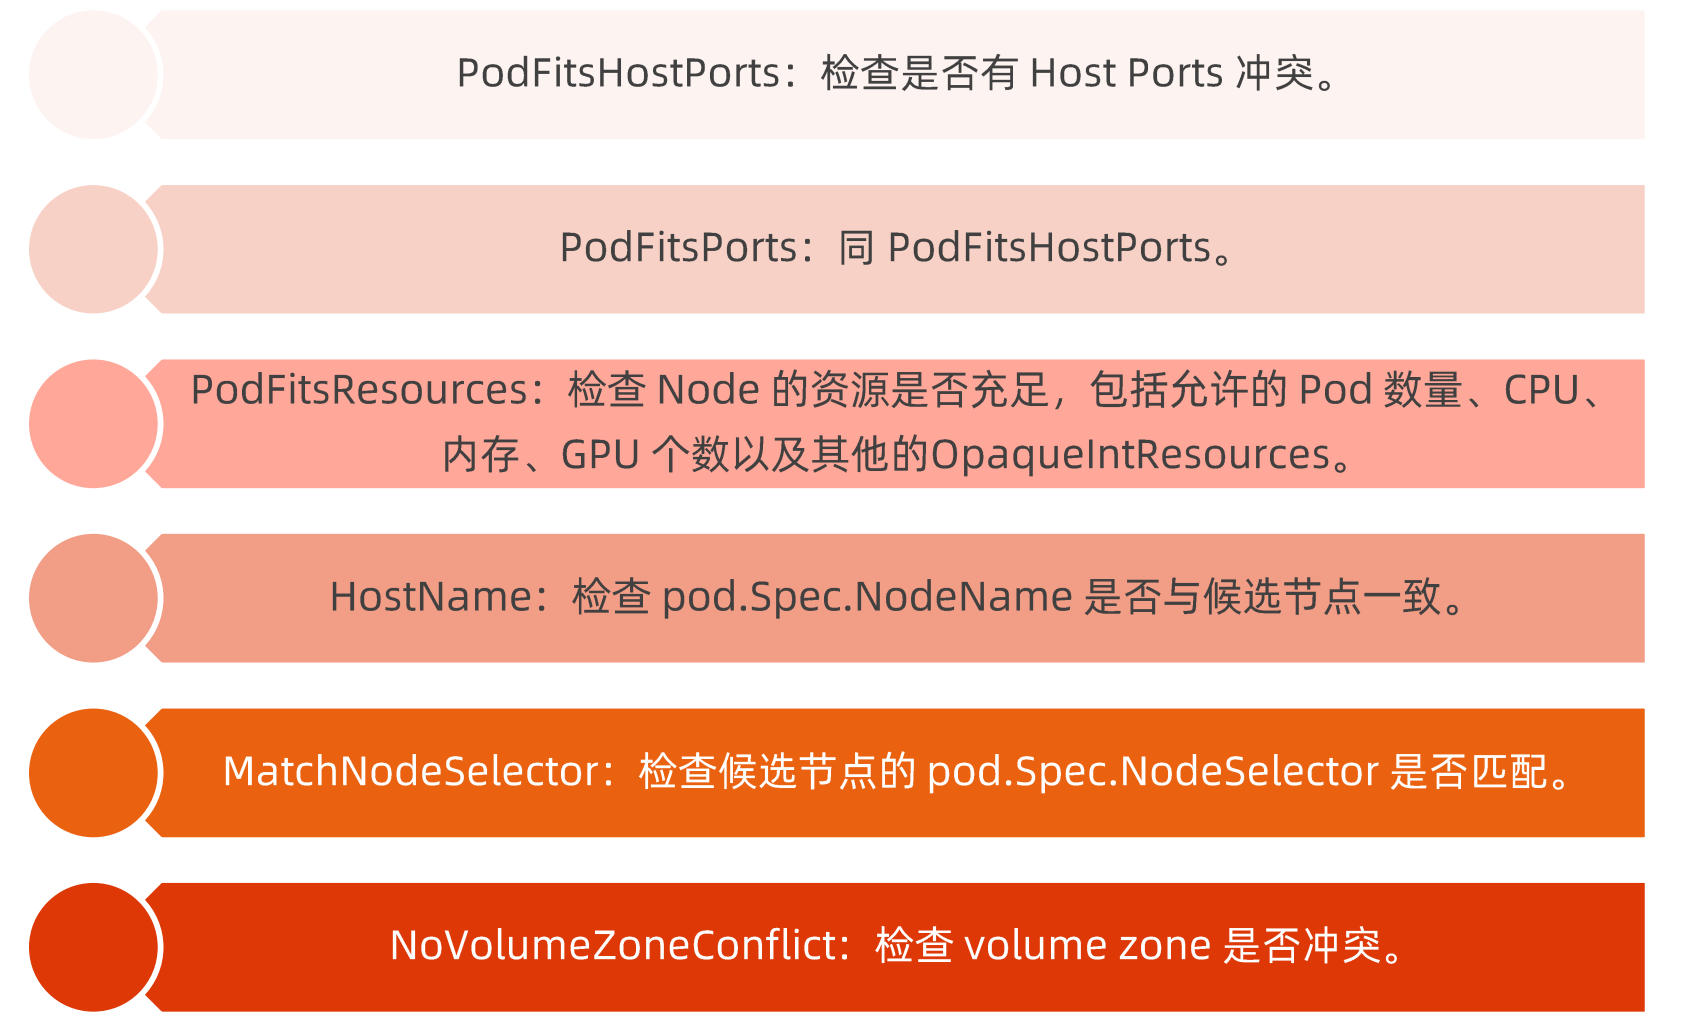 PodFitsHostPorts：检查是否有 Host Ports 冲突。
PodFitsPorts：同 PodFitsHostPorts。
PodFitsResources：检查 Node 的资源是否充足，包括允许的 Pod 数量、CPU、
内存、GPU 个数以及其他的OpaqueIntResources。
HostName：检查 pod.Spec.NodeName 是否与候选节点一致。
MatchNodeSelector：检查候选节点的 pod.Spec.NodeSelector 是否匹配。
NoVolumeZoneConflict：检查 volume zone 是否冲突。